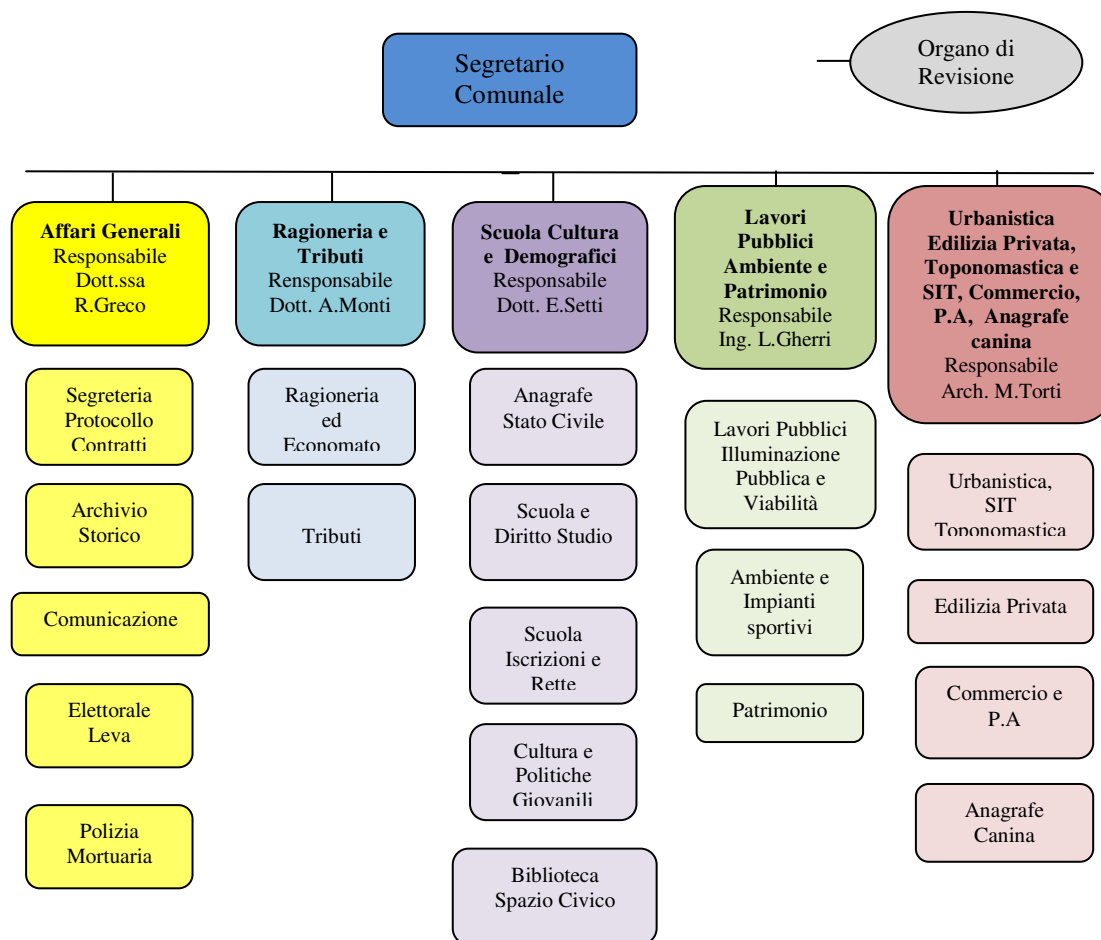 Segretario
Comunale
Organo di
Revisione
Affari Generali
Responsabile
Dott.ssa
R.Greco
Segreteria
Protocollo
Contratti
Archivio
Storico
Comunicazione
Elettorale
Leva
Polizia
Mortuaria
Ragioneria e
Tributi
Rensponsabile
Dott. A.Monti
Ragioneria
ed
Economato
Tributi
Scuola Cultura
e Demografici
Responsabile
Dott. E.Setti
Anagrafe
Stato Civile
Scuola e
Diritto Studio
Scuola
Iscrizioni e
Rette
Cultura e
Politiche
Giovanili
Biblioteca
Spazio Civico
Lavori
Pubblici
Ambiente e
Patrimonio
Responsabile
Ing. L.Gherri
Lavori Pubblici
Illuminazione
Pubblica e
Viabilità
Ambiente e
Impianti
sportivi
Patrimonio
Urbanistica
Edilizia Privata,
Toponomastica e
SIT, Commercio,
P.A, Anagrafe
canina
Responsabile
Arch. M.Torti
Urbanistica,
SIT
Toponomastica
Edilizia Privata
Commercio e
P.A
Anagrafe
Canina